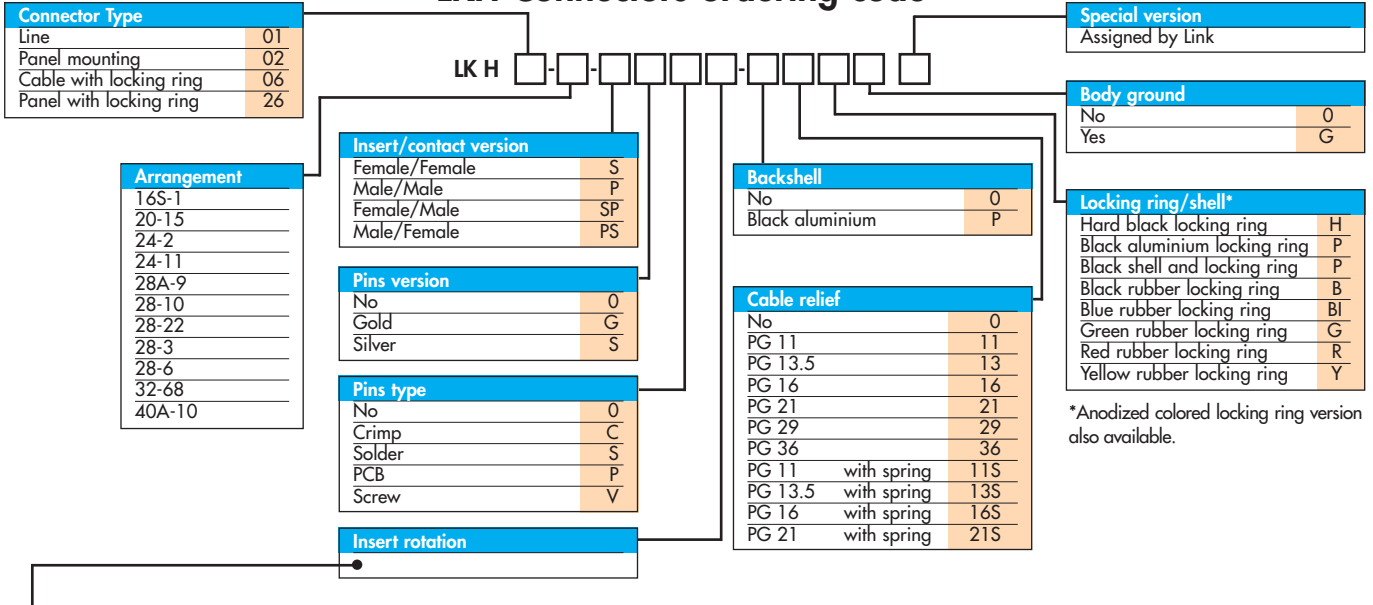 Connector Type
Line 01
Panel mounting 02
Cable with locking ring 06
Panel with locking ring 26
LK H - - -
Special version
Assigned by Link
Body ground
No 0
Yes G
Arrangement
16S-1
20-15
24-2
24-11
28A-9
28-10
28-22
28-3
28-6
32-68
40A-10
Insert/contact version
Female/Female S
Male/Male P
Female/Male SP
Male/Female PS
Pins version
No 0
Gold G
Silver S
Pins type
No 0
Crimp C
Solder S
PCB P
Screw V
Insert rotation
Backshell
No 0
Black aluminium P
Cable relief
No 0
PG 11 11
PG 13.5 13
PG 16 16
PG 21 21
PG 29 29
PG 36 36
PG 11 with spring 11S
PG 13.5 with spring 13S
PG 16 with spring 16S
PG 21 with spring 21S
Locking ring/shell*
Hard black locking ring H
Black aluminium locking ring P
Black shell and locking ring P
Black rubber locking ring B
Blue rubber locking ring Bl
Green rubber locking ring G
Red rubber locking ring R
Yellow rubber locking ring Y
*Anodized colored locking ring version
also available.